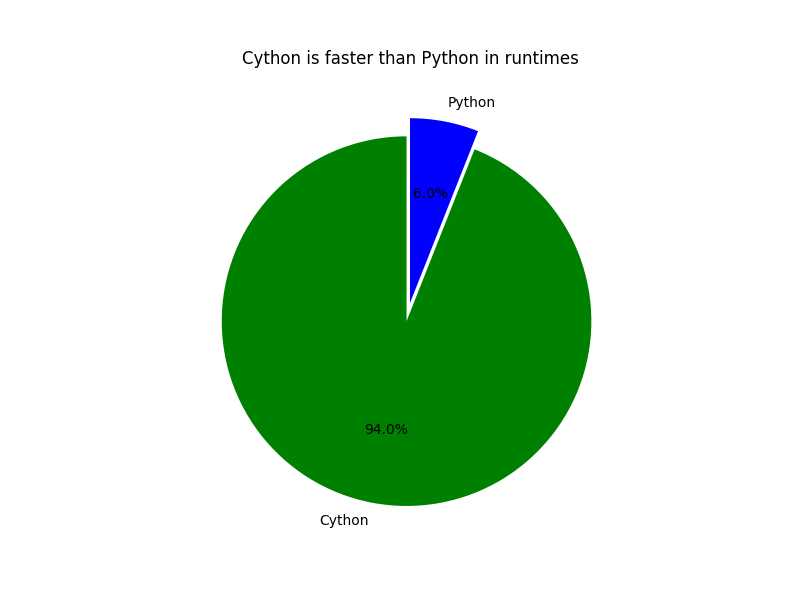 Cython is faster than Python in runtimes
Python
6.0%
94.0%
Cython